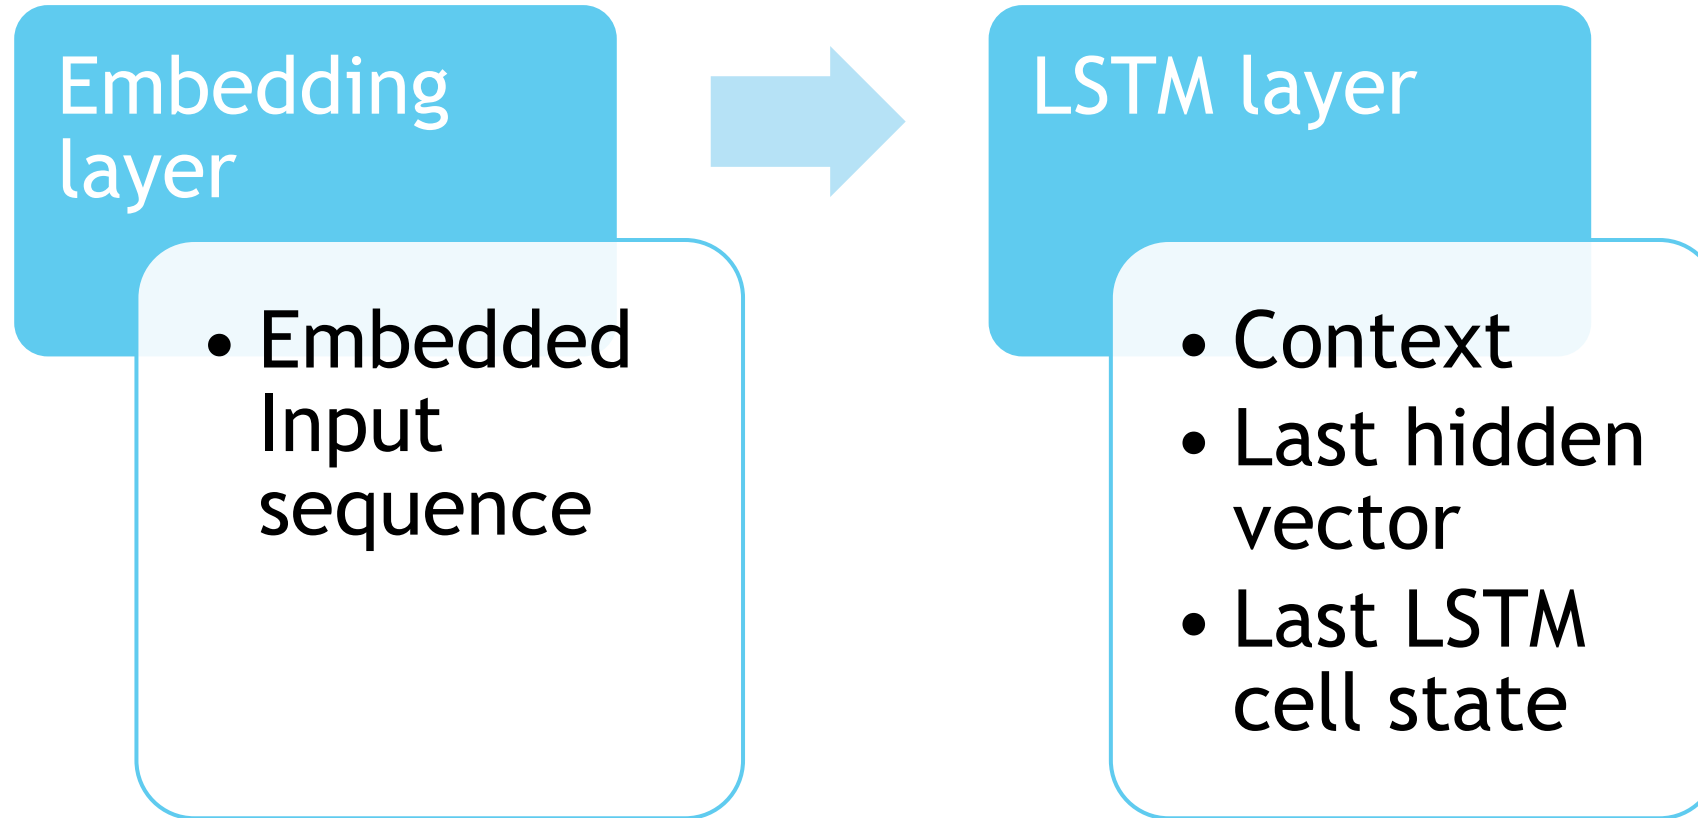 Embedding
layer
• Embedded
Input
sequence
LSTM layer
• Context
• Last hidden
vector
• Last LSTM
cell state